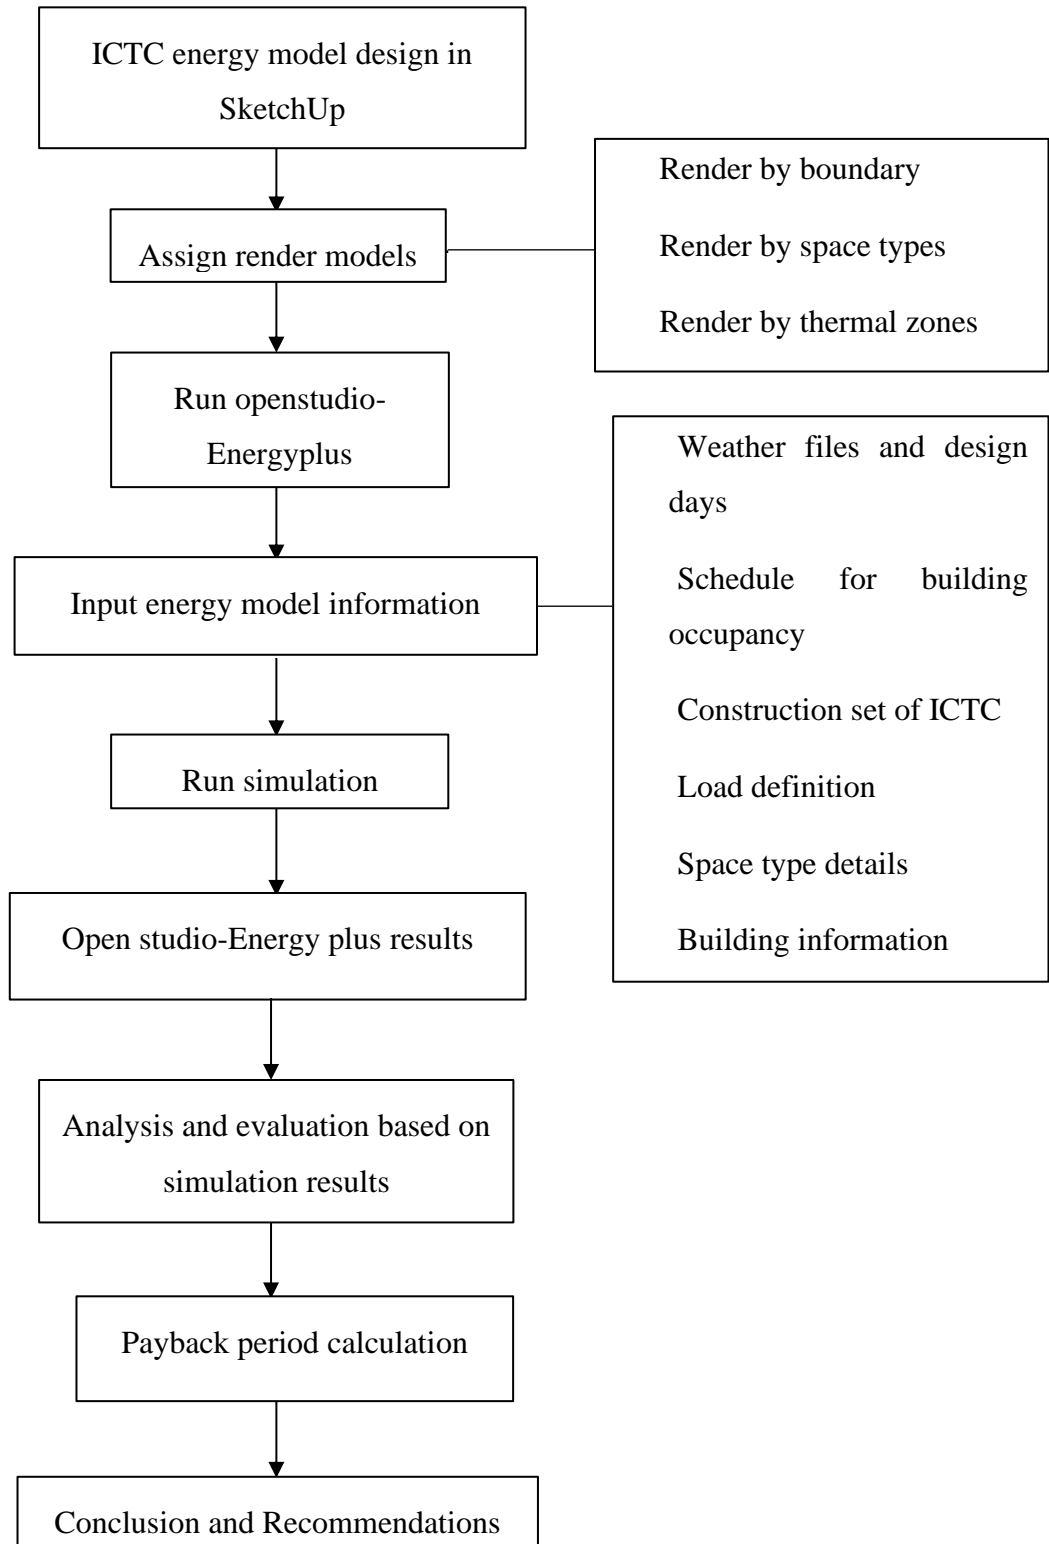 ICTC energy model design in
SketchUp
Assign render models
Render by boundary
Render by space types
Render by thermal zones
Run openstudio-
Energyplus
Input energy model information
Weather files and design
days
Schedule for building
occupancy
Construction set of ICTC
Load definition
Space type details
Building information
Run simulation
Open studio-Energy plus results
Analysis and evaluation based on
simulation results
Payback period calculation
Conclusion and Recommendations